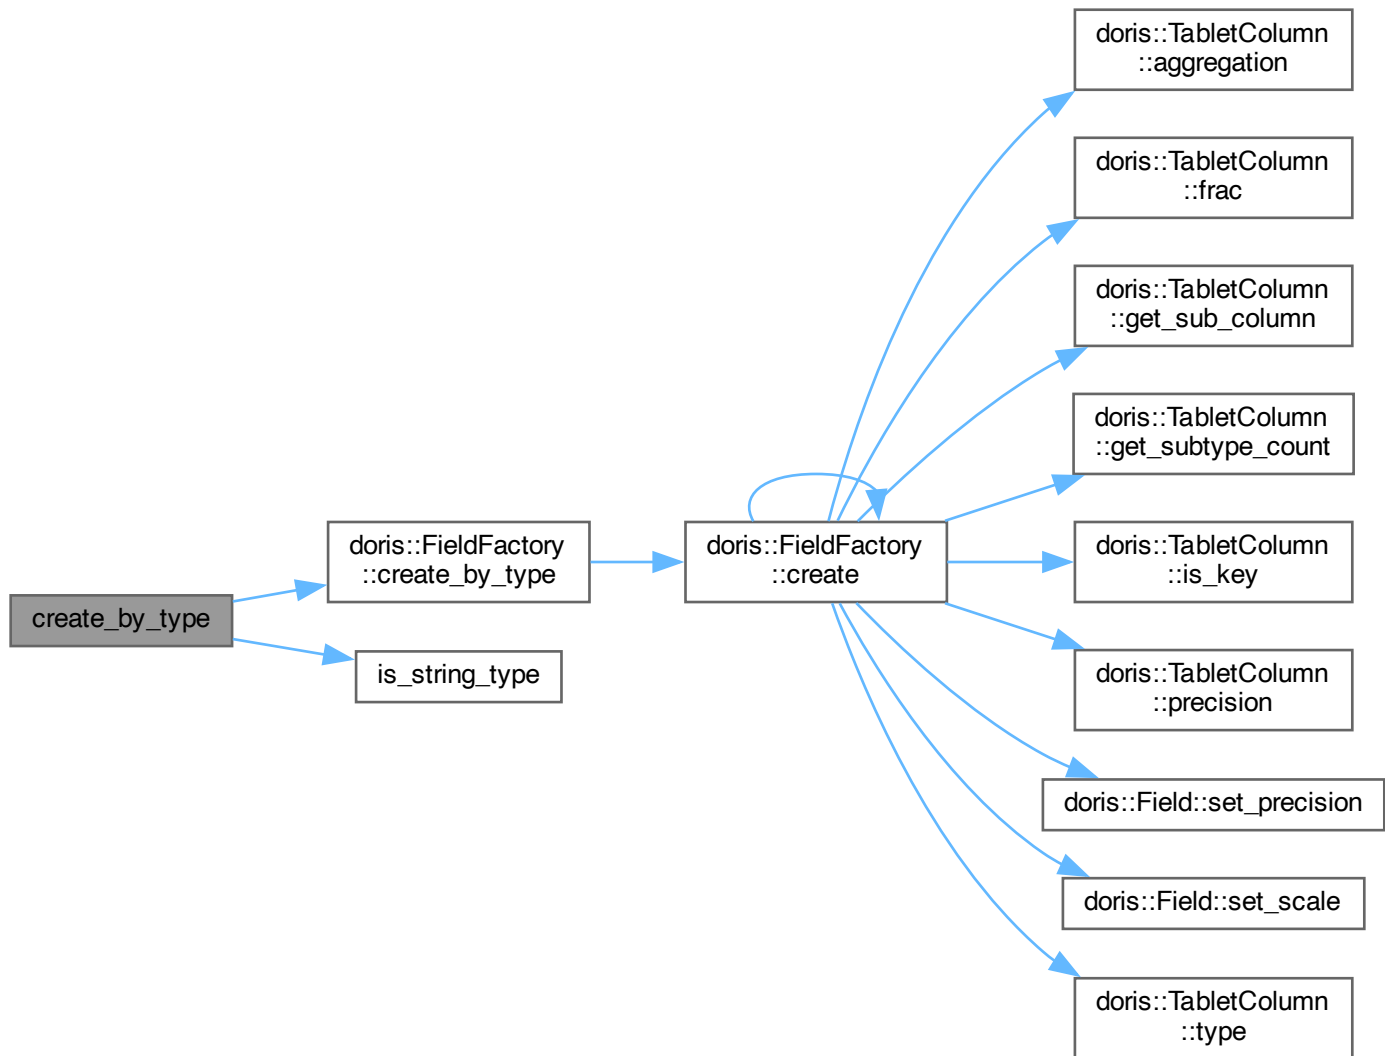 create_by_type
doris::FieldFactory
::create_by_type
is_string_type
doris::FieldFactory
::create
doris::TabletColumn
::aggregation
doris::TabletColumn
::frac
doris::TabletColumn
::get_sub_column
doris::TabletColumn
::get_subtype_count
doris::TabletColumn
::is_key
doris::TabletColumn
::precision
doris::Field::set_precision
doris::Field::set_scale
doris::TabletColumn
::type